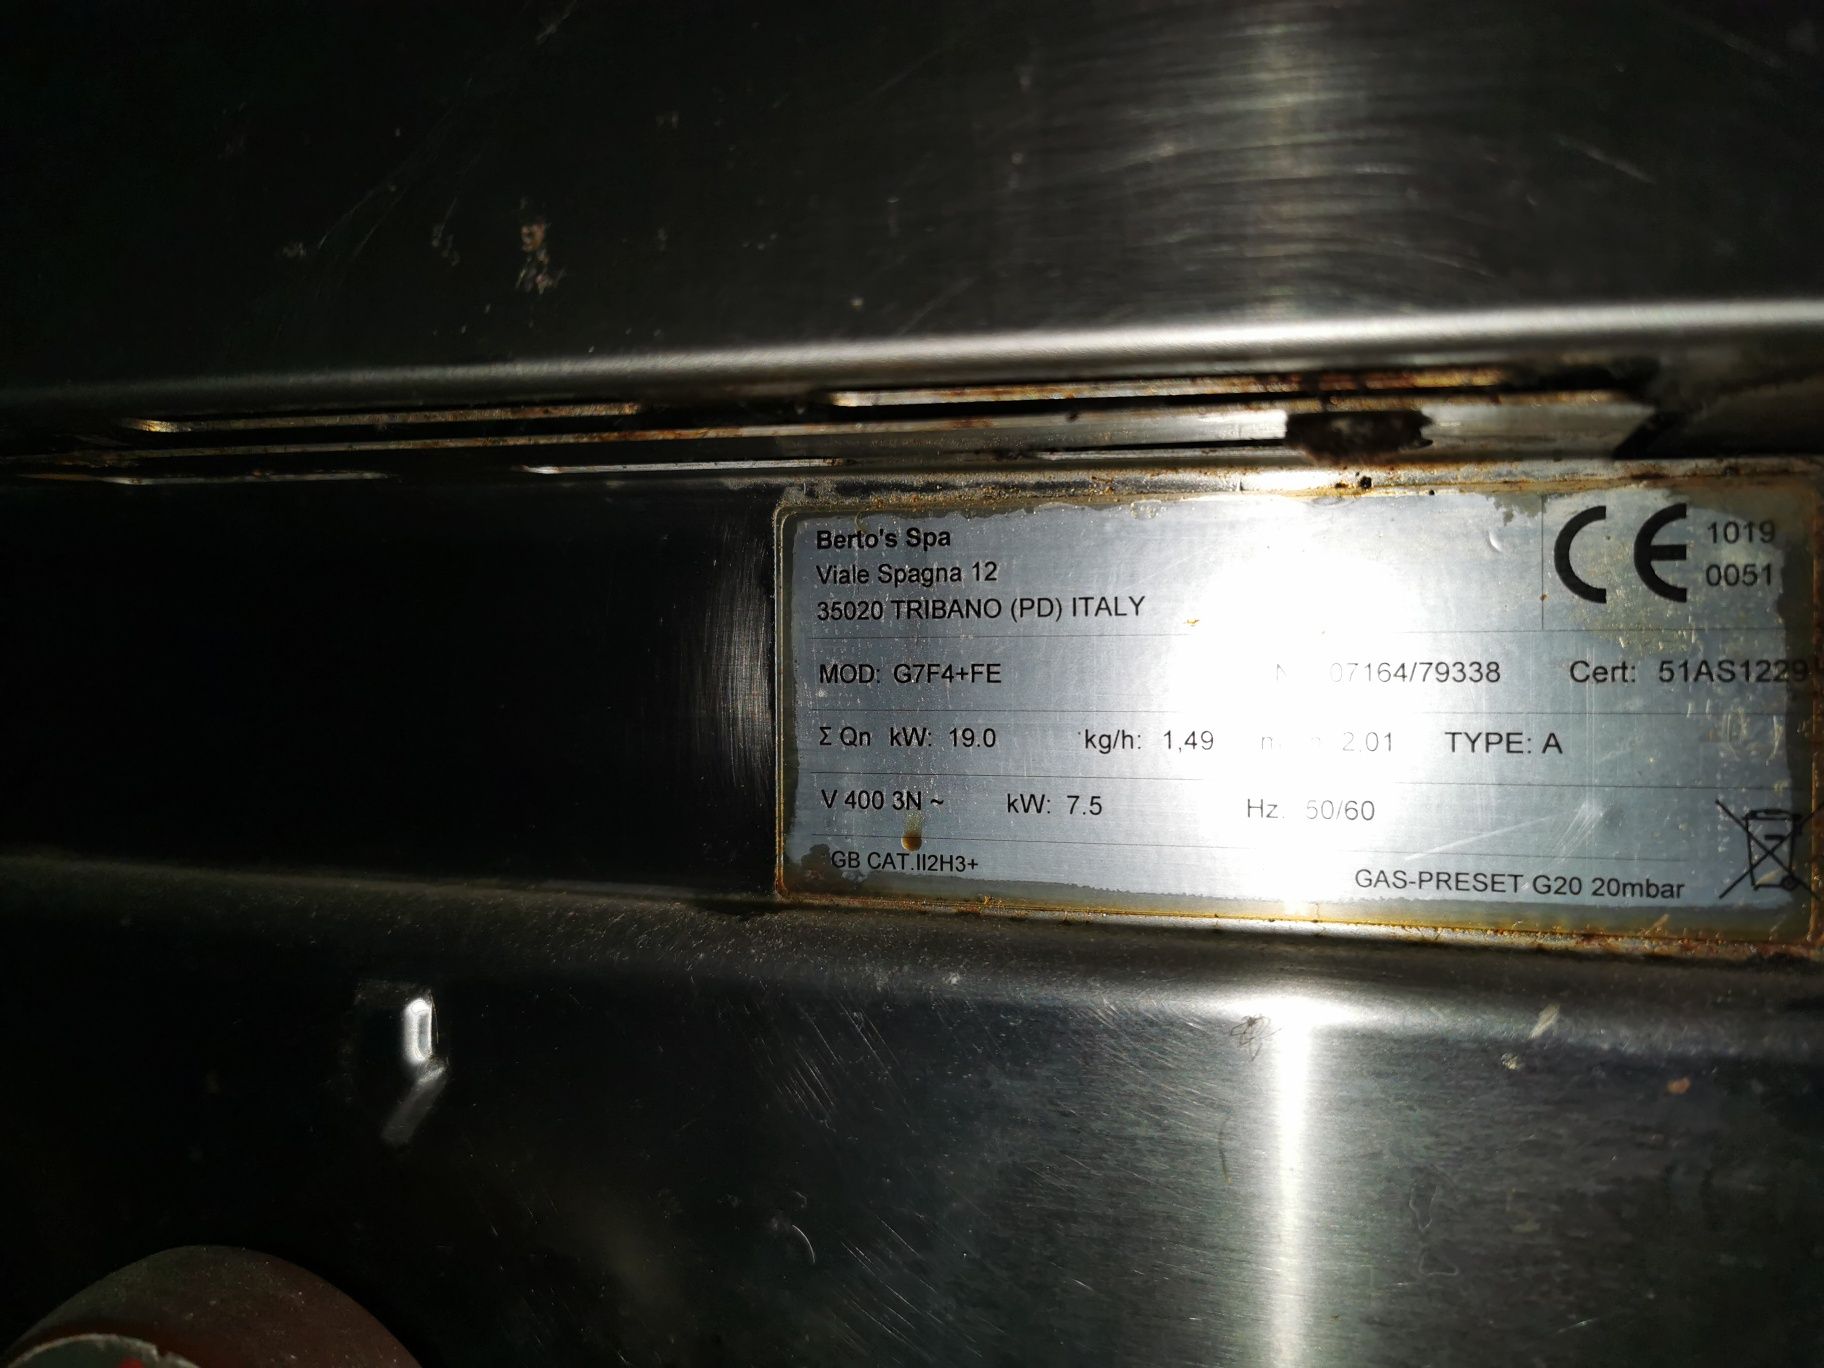 Berto's Spa
Viale Spagna 12
35020 TRIBANO (PD) ITALY
CE 1019
0051
MOD: G7F4+FE 07164/79338 Cert: 51AS1229
Σ Qn kW: 19.0 kg/h: 1,49 2.01 TYPE: A
V 400 3N ~ kW: 7.5 Hz. 50/60
GB CAT.II2H3+
GAS-PRESET G20 20mbar